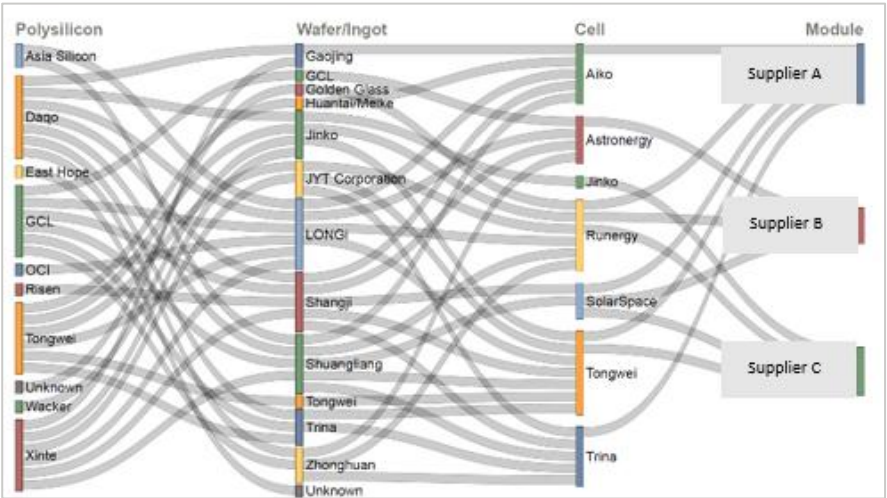 Polysilicon
Wafer/Ingot
Cell
Module
Asia Silicon
Daqo
East Hope
GCL
OCI
Risen
Tongwei
Unknown
Wacker
Xinte
Gaojing
GCL
Golden Glass
Huantai/Meike
Jinko
JYT Corporation
LONGi
Shangji
Shuangliang
Tongwei
Trina
Zhonghuan
Unknown
Aiko
Astronergy
Jinko
Runergy
SolarSpace
Tongwei
Trina
Supplier A
Supplier B
Supplier C